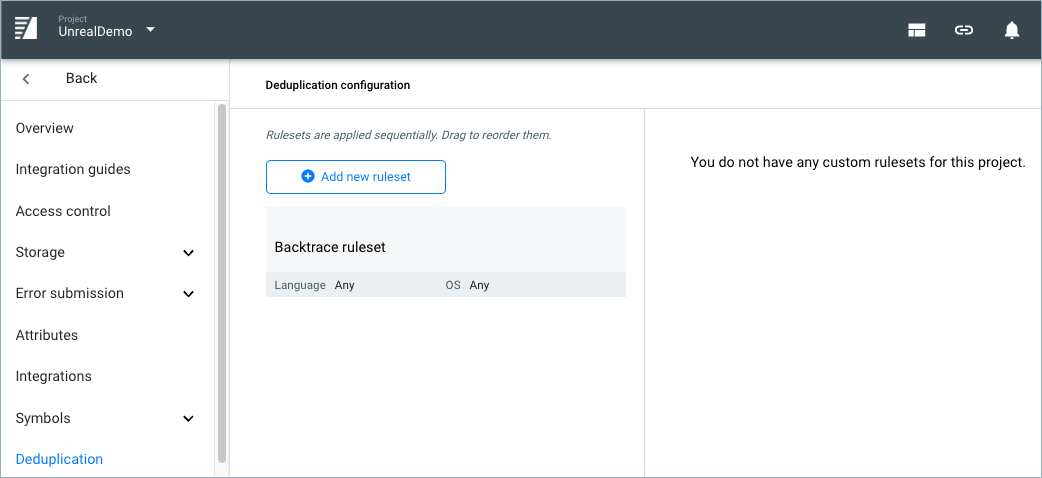 Project
UnrealDemo
Back
Overview
Integration guides
Access control
Storage
Error submission
Attributes
Integrations
Symbols
Deduplication
Deduplication configuration
Rulesets are applied sequentially. Drag to reorder them.
Add new ruleset
Backtrace ruleset
Language Any OS Any
You do not have any custom rulesets for this project.